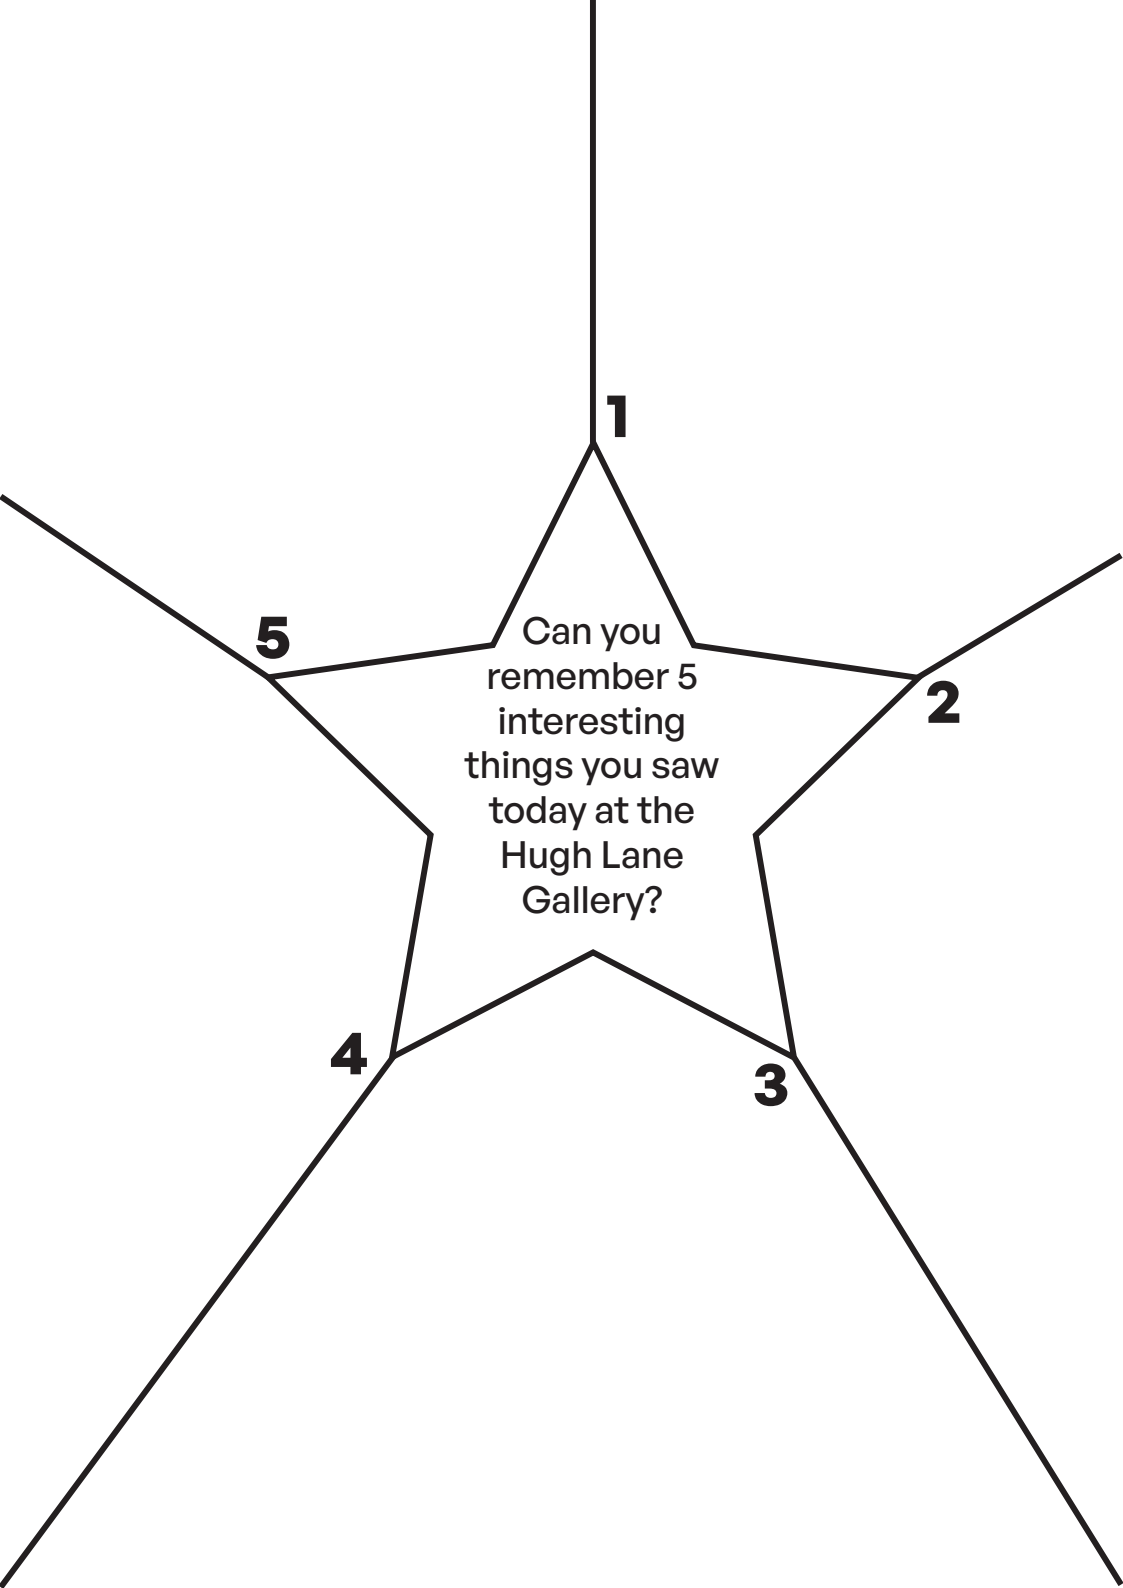 1
5
Can you
remember 5
interesting
things you saw
today at the
Hugh Lane
Gallery?
2
4
3